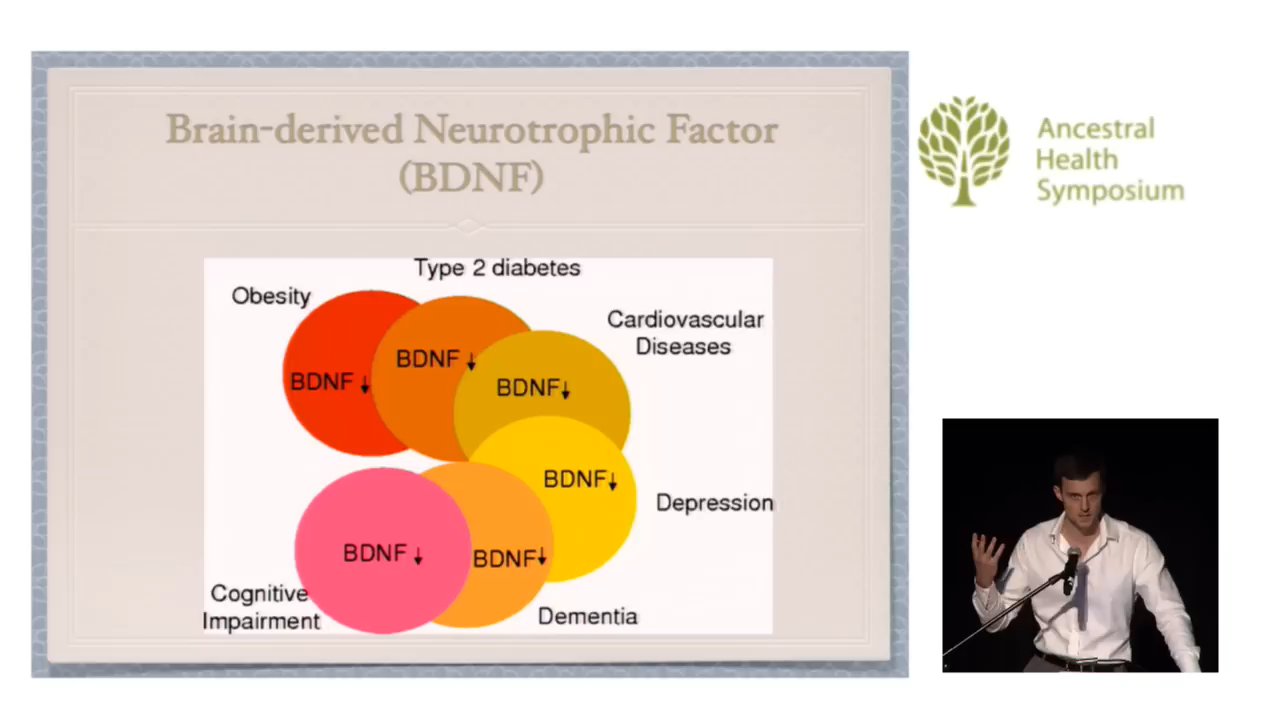 Brain-derived Neurotrophic Factor
(BDNF)
Ancestral
Health
Symposium
Type 2 diabetes
Obesity
Cardiovascular
Diseases
BDNF ↓
BDNF ↓
BDNF↓
BDNF↓
Depression
BDNF ↓
BDNF↓
Cognitive
Impairment
Dementia